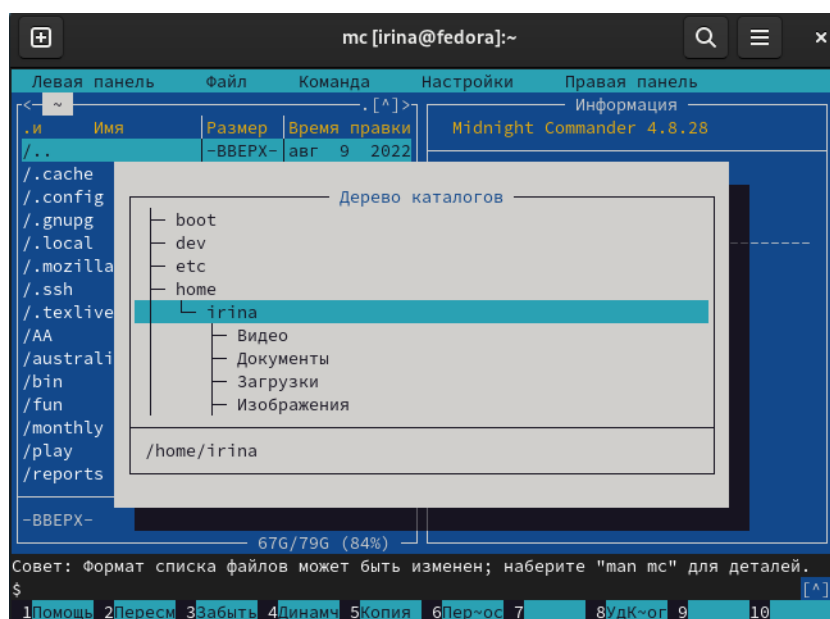 mc [irina@fedora]:~
Левая панель Файл Команда Настройки Правая панель
<- ~ .[^]> Информация
.и Имя Размер Время правки Midnight Commander 4.8.28
/.. -ВВЕРХ- авг 9 2022
/.cache
/.config
/.gnupg
/.local
/.mozilla
/.ssh
/.texlive
/AA
/australi
/bin
/fun
/monthly
/play
/reports
Дерево каталогов
boot
dev
etc
home
irina
Видео
Документы
Загрузки
Изображения
/home/irina
-ВВЕРХ-
67G/79G (84%)
Совет: Формат списка файлов может быть изменен; наберите "man mc" для деталей.
$ [^]
1Помощь 2Пересм 3Забыть 4Динамч 5Копия 6Пер~ос 7 8УдК~ог 9 10